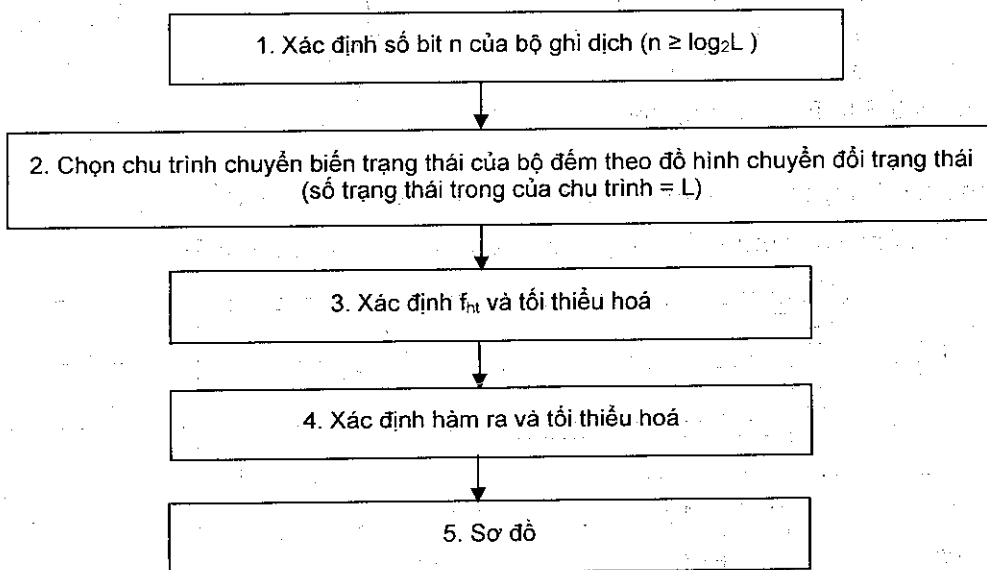 1. Xác định số bit n của bộ ghi dịch (n ≥ log₂L )
2. Chọn chu trình chuyển biến trạng thái của bộ đếm theo đồ hình chuyển đổi trạng thái
(số trạng thái trong của chu trình = L)
3. Xác định fₕₜ và tối thiểu hoá
4. Xác định hàm ra và tối thiểu hoá
5. Sơ đồ